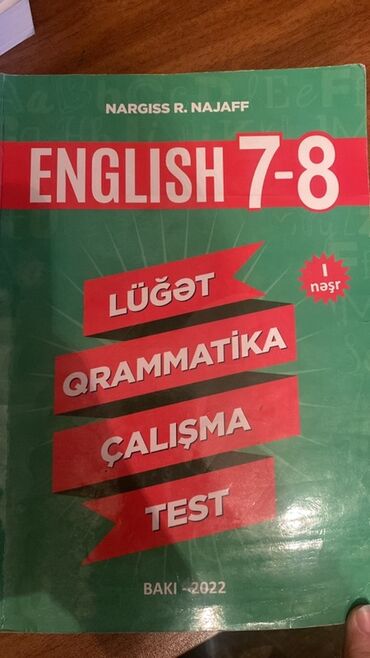 NARGISS R. NAJAFF
ENGLISH 7-8
I
nəşr
LÜĞƏT
QRAMMATİKA
ÇALIŞMA
TEST
BAKI -2022